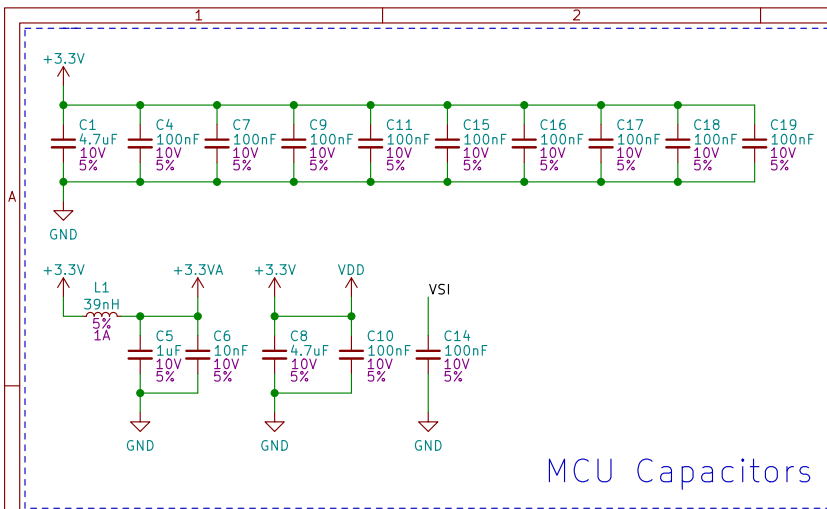 1 2
A
+3.3V
C1 C4 C7 C9 C11 C15 C16 C17 C18 C19
4.7uF 100nF 100nF 100nF 100nF 100nF 100nF 100nF 100nF 100nF
10V 10V 10V 10V 10V 10V 10V 10V 10V 10V
5% 5% 5% 5% 5% 5% 5% 5% 5% 5%
GND
+3.3V +3.3VA +3.3V VDD
VSI
L1
39nH
5%
1A
C5 C6 C8 C10 C14
1uF 10nF 4.7uF 100nF 100nF
10V 10V 10V 10V 10V
5% 5% 5% 5% 5%
GND GND GND
MCU Capacitors